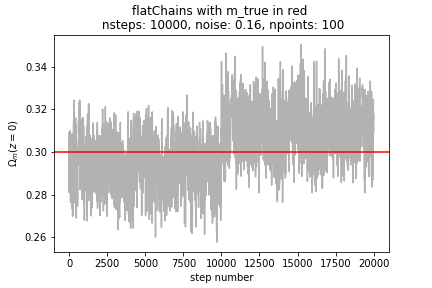 flatChains with m_true in red
nsteps: 10000, noise: 0.16, npoints: 100
0.34
0.32
0.30
0.28
0.26
Ωm(z = 0)
0 2500 5000 7500 10000 12500 15000 17500 20000
step number